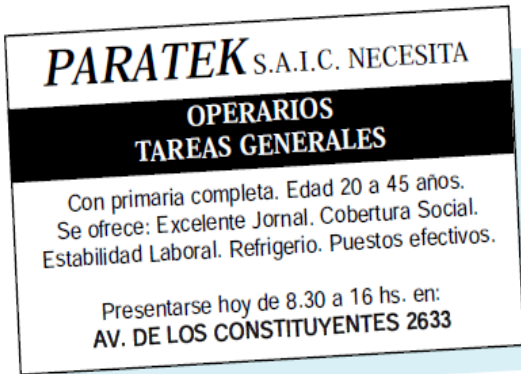 PARATEK S.A.I.C. NECESITA
OPERARIOS
TAREAS GENERALES
Con primaria completa. Edad 20 a 45 años.
Se ofrece: Excelente Jornal. Cobertura Social.
Estabilidad Laboral. Refrigerio. Puestos efectivos.
Presentarse hoy de 8.30 a 16 hs. en:
AV. DE LOS CONSTITUYENTES 2633